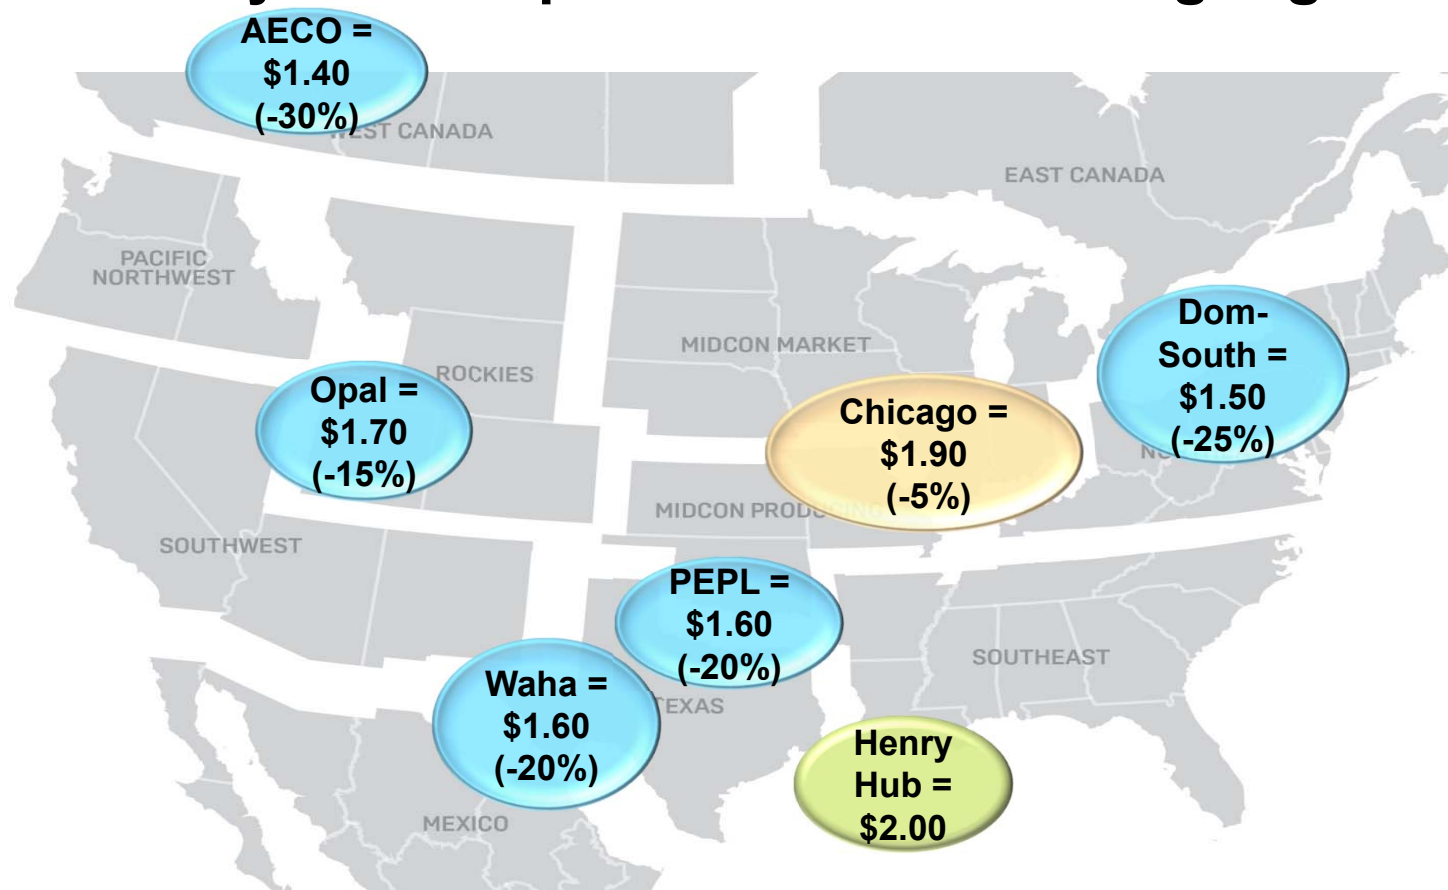 AECO =
$1.40
(-30%)
WEST CANADA
EAST CANADA
PACIFIC
NORTHWEST
Dom-
South =
$1.50
(-25%)
MIDCON MARKET
ROCKIES
Opal =
$1.70
(-15%)
Chicago =
$1.90
(-5%)
MIDCON PRODUCING
SOUTHWEST
PEPL =
$1.60
(-20%)
SOUTHEAST
Waha =
$1.60
(-20%)
TEXAS
Henry
Hub =
$2.00
MEXICO